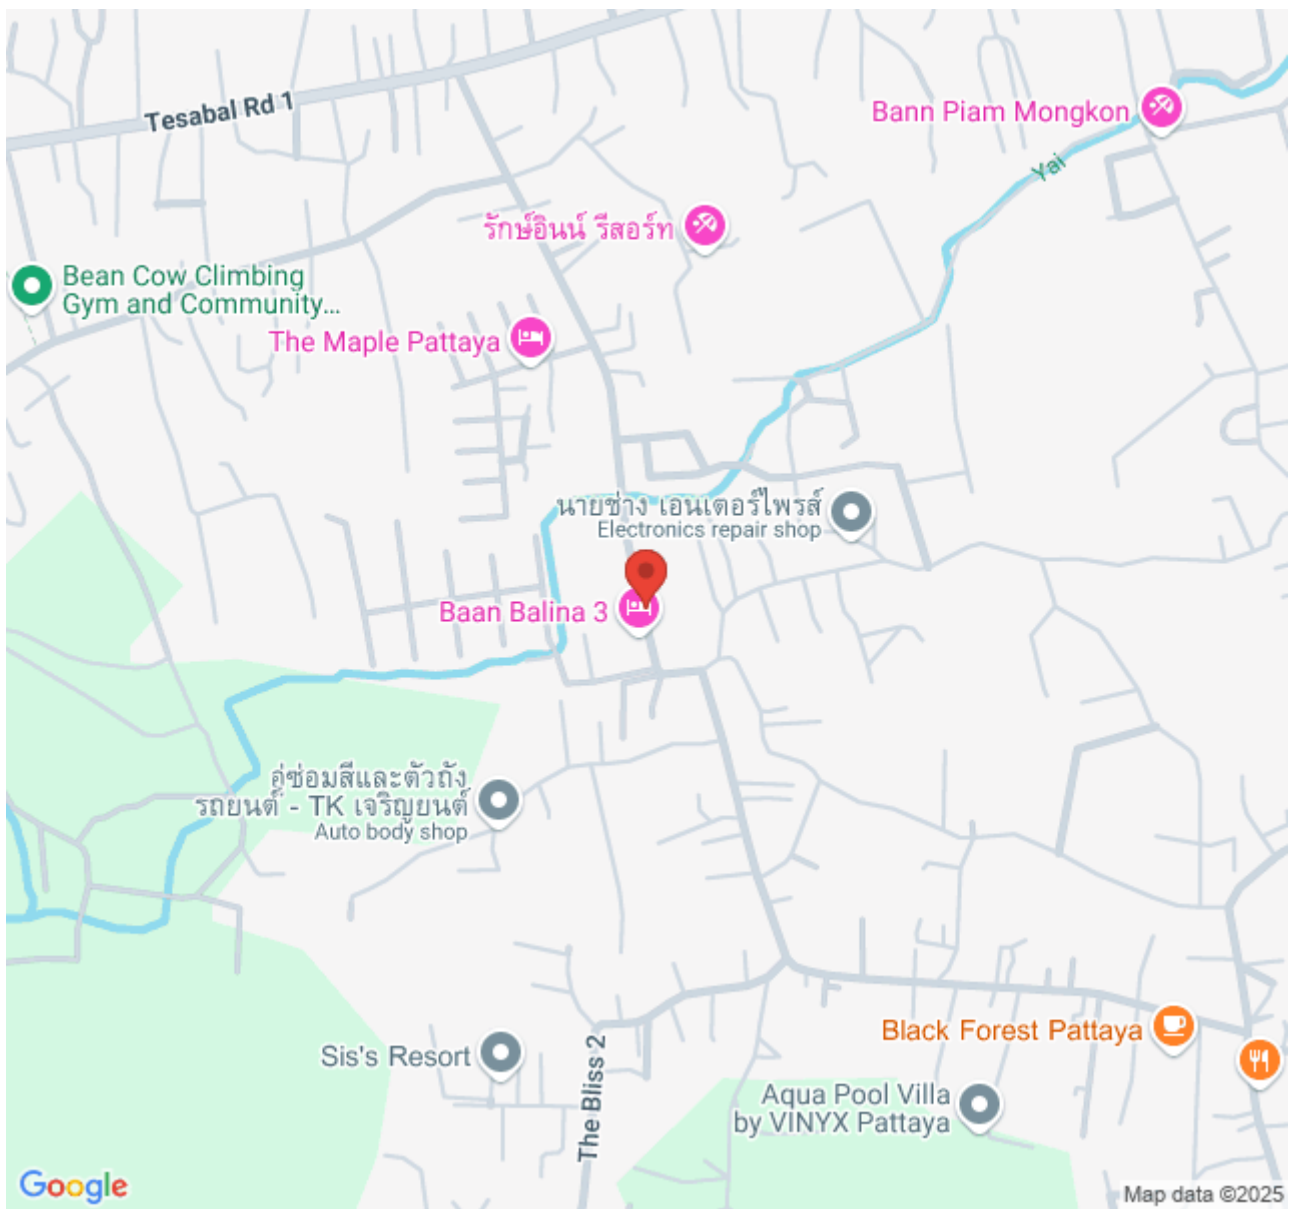 Tesabal Rd 1
Bann Piam Mongkon
Yai
รักษ์อินน์ รีสอร์ท
Bean Cow Climbing
Gym and Community...
The Maple Pattaya
นายช่าง เอนเตอร์ไพรส์
Electronics repair shop
Baan Balina 3
อู่ซ่อมสีและตัวถัง
รถยนต์ - TK เจริญยนต์
Auto body shop
Black Forest Pattaya
Sis's Resort
The Bliss 2
Aqua Pool Villa
by VINYX Pattaya
Google
Map data ©2025